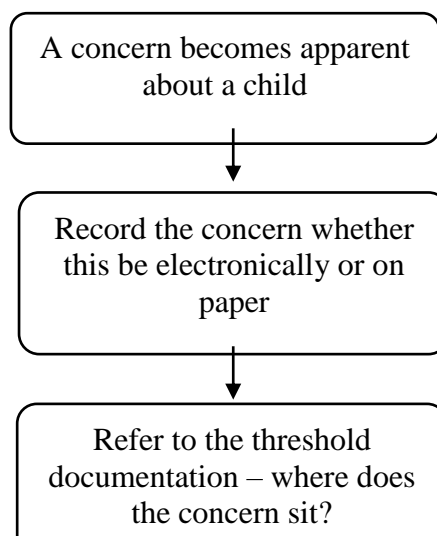 A concern becomes apparent
about a child
Record the concern whether
this be electronically or on
paper
Refer to the threshold
documentation – where does
the concern sit?